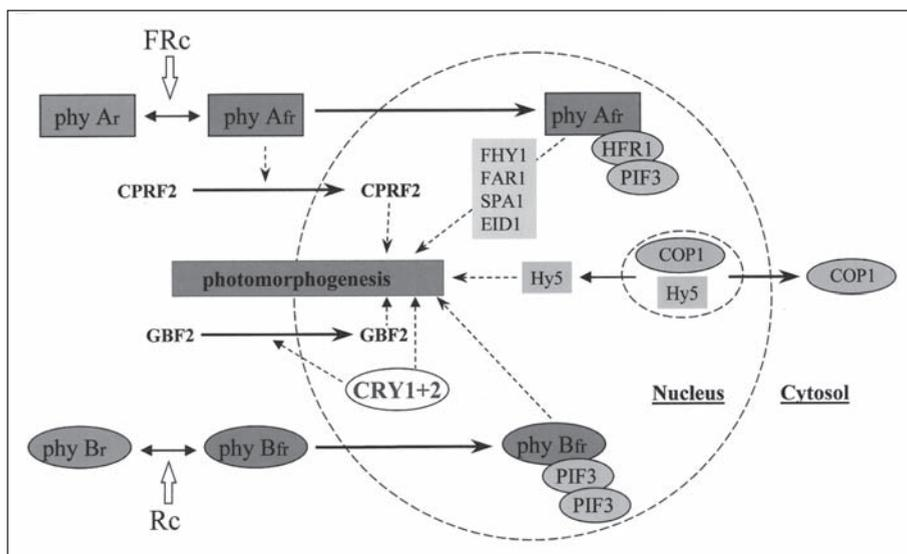 FRc
phy Ar
phy Afr
phy Afr
HFR1
PIF3
FHY1
FAR1
SPA1
EID1
CPRF2
CPRF2
COP1
COP1
photomorphogenesis
Hy5
Hy5
GBF2
GBF2
CRY1+2
Nucleus
Cytosol
phy Br
phy Bfr
phy Bfr
PIF3
PIF3
Rc